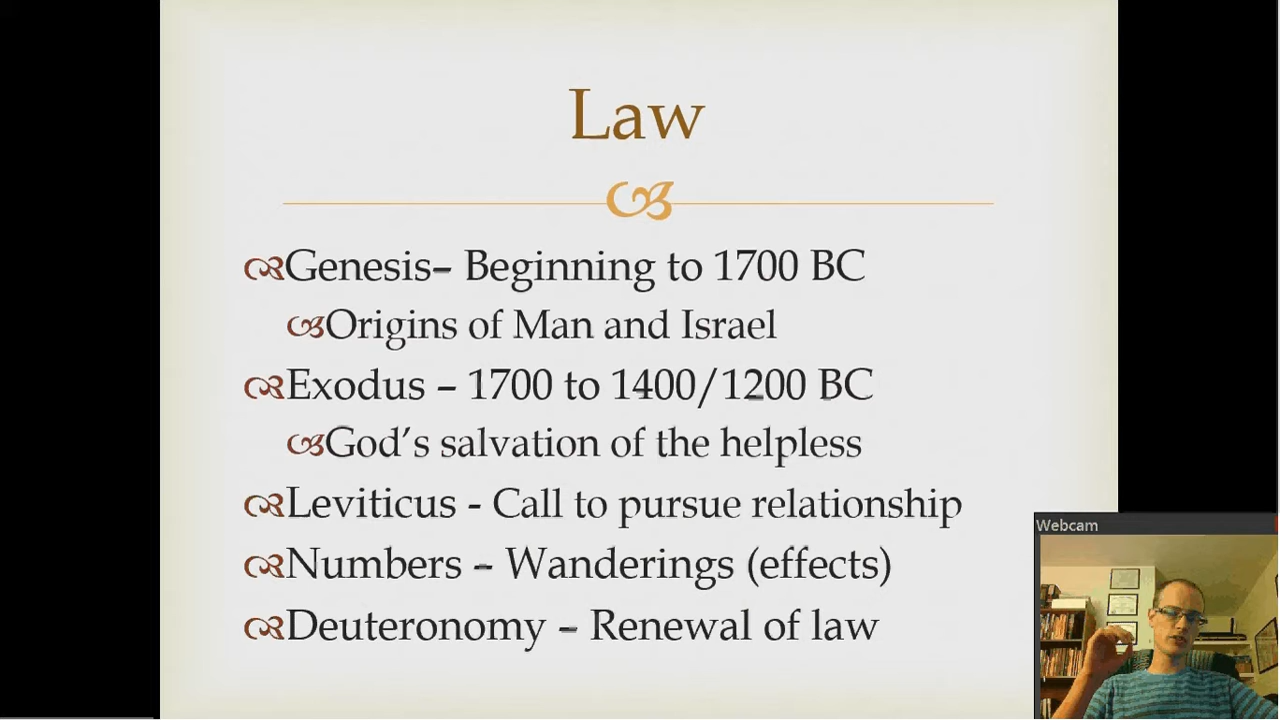 Law
Genesis– Beginning to 1700 BC
Origins of Man and Israel
Exodus – 1700 to 1400/1200 BC
God’s salvation of the helpless
Leviticus - Call to pursue relationship
Numbers – Wanderings (effects)
Deuteronomy – Renewal of law
Webcam